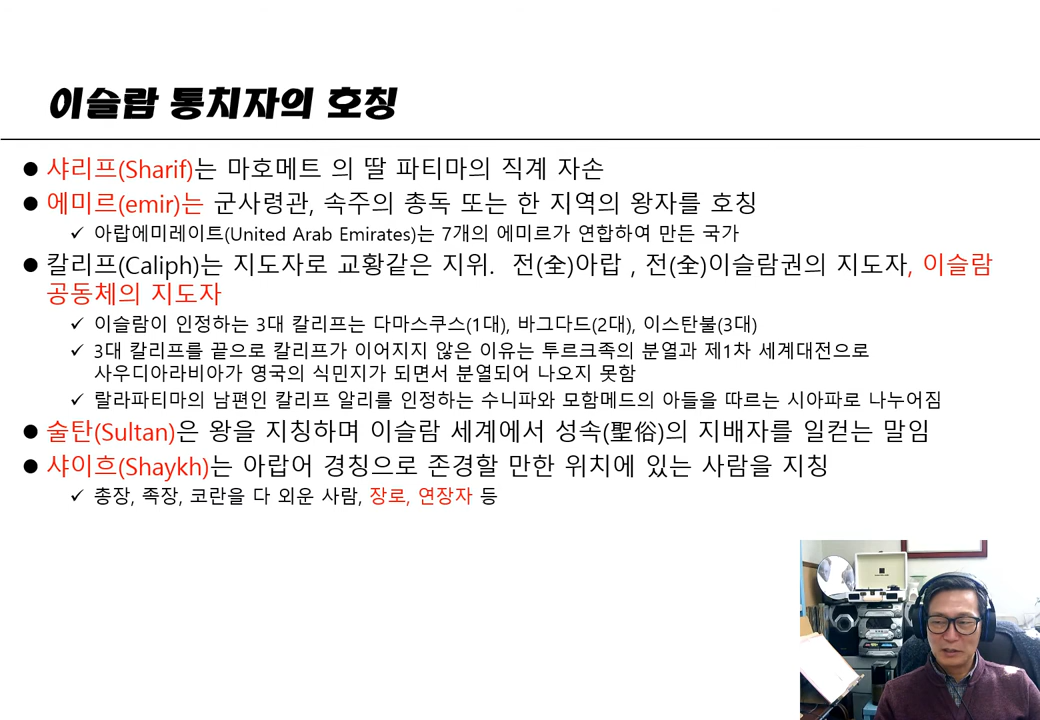 이슬람 통치자의 호칭
● 샤리프(Sharif)는 마호메트 의 딸 파티마의 직계 자손
● 에미르(emir)는 군사령관, 속주의 총독 또는 한 지역의 왕자를 호칭
✓ 아랍에미레이트(United Arab Emirates)는 7개의 에미르가 연합하여 만든 국가
● 칼리프(Caliph)는 지도자로 교황같은 지위. 전(全)아랍 , 전(全)이슬람권의 지도자, 이슬람
공동체의 지도자
✓ 이슬람이 인정하는 3대 칼리프는 다마스쿠스(1대), 바그다드(2대), 이스탄불(3대)
✓ 3대 칼리프를 끝으로 칼리프가 이어지지 않은 이유는 투르크족의 분열과 제1차 세계대전으로
사우디아라비아가 영국의 식민지가 되면서 분열되어 나오지 못함
✓ 랄라파티마의 남편인 칼리프 알리를 인정하는 수니파와 모함메드의 아들을 따르는 시아파로 나누어짐
● 술탄(Sultan)은 왕을 지칭하며 이슬람 세계에서 성속(聖俗)의 지배자를 일컫는 말임
● 샤이흐(Shaykh)는 아랍어 경칭으로 존경할 만한 위치에 있는 사람을 지칭
✓ 총장, 족장, 코란을 다 외운 사람, 장로, 연장자 등